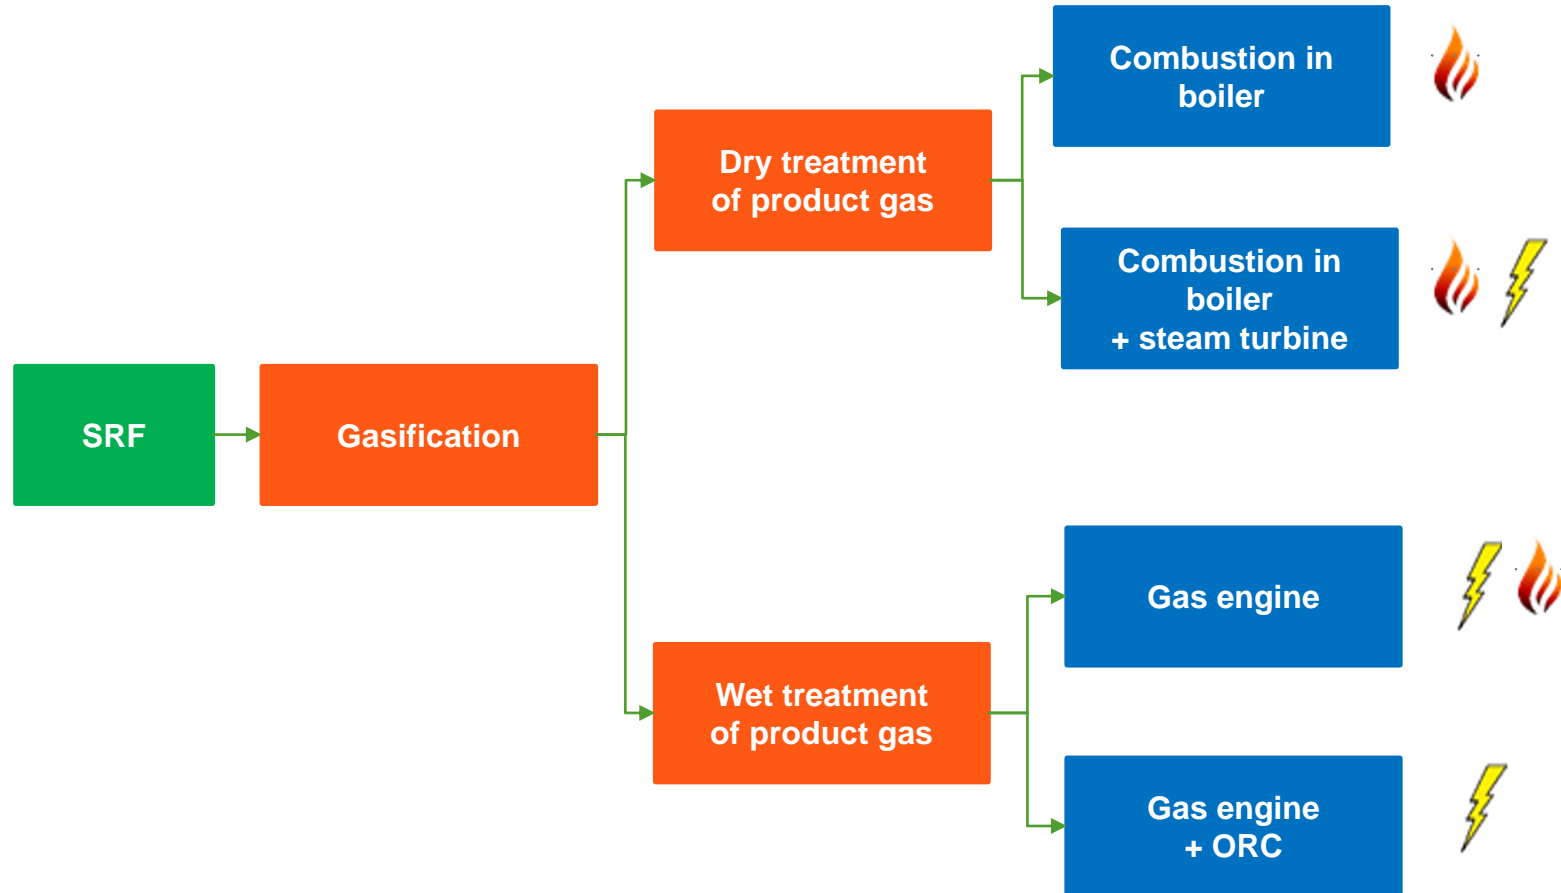 SRF
Gasification
Dry treatment
of product gas
Combustion in
boiler
Combustion in
boiler
+ steam turbine
Wet treatment
of product gas
Gas engine
Gas engine
+ ORC